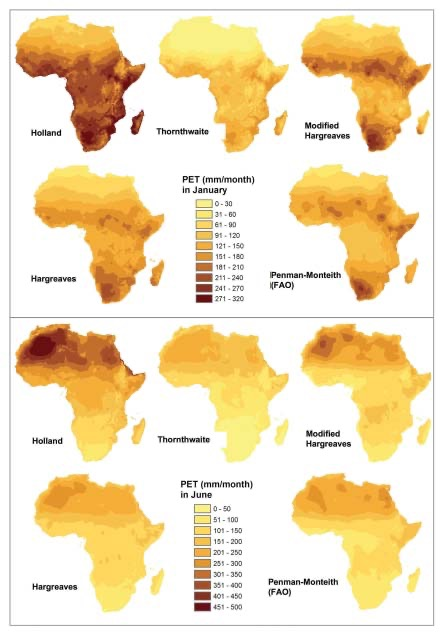 Holland
Thornthwaite
Modified
Hargreaves
PET (mm/month)
in January
0 - 30
31 - 60
61 - 90
91 - 120
121 - 150
151 - 180
181 - 210
211 - 240
241 - 270
271 - 320
Hargreaves
Penman-Monteith
(FAO)
Holland
Thornthwaite
Modified
Hargreaves
PET (mm/month)
in June
0 - 50
51 - 100
101 - 150
151 - 200
201 - 250
251 - 300
301 - 350
351 - 400
401 - 450
451 - 500
Hargreaves
Penman-Monteith
(FAO)